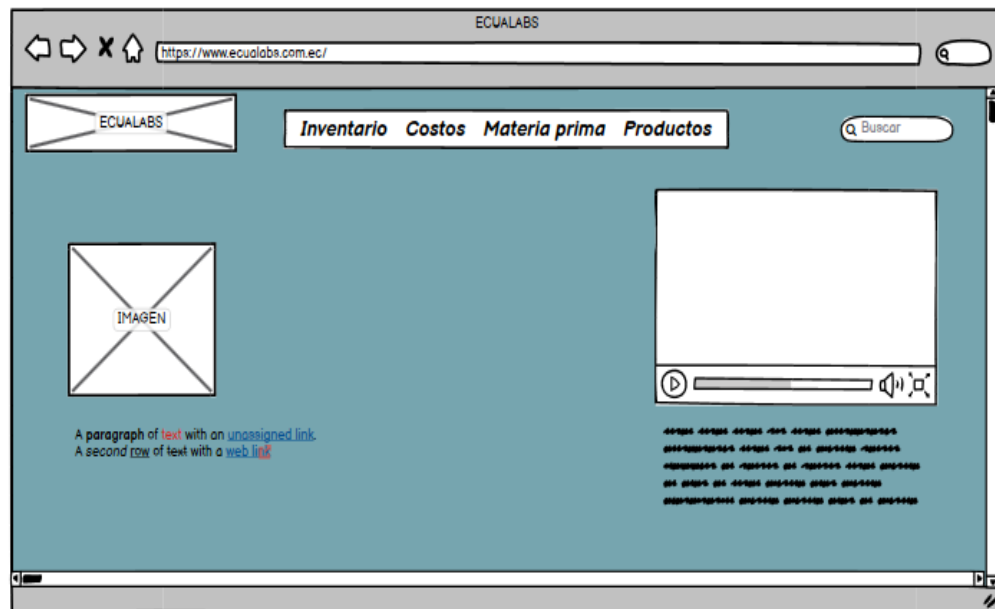 ECUALABS
https://www.ecualabs.com.ec/
ECUALABS
Inventario Costos Materia prima Productos
Buscar
IMAGEN
A paragraph of text with an unassigned link.
A second row of text with a web link